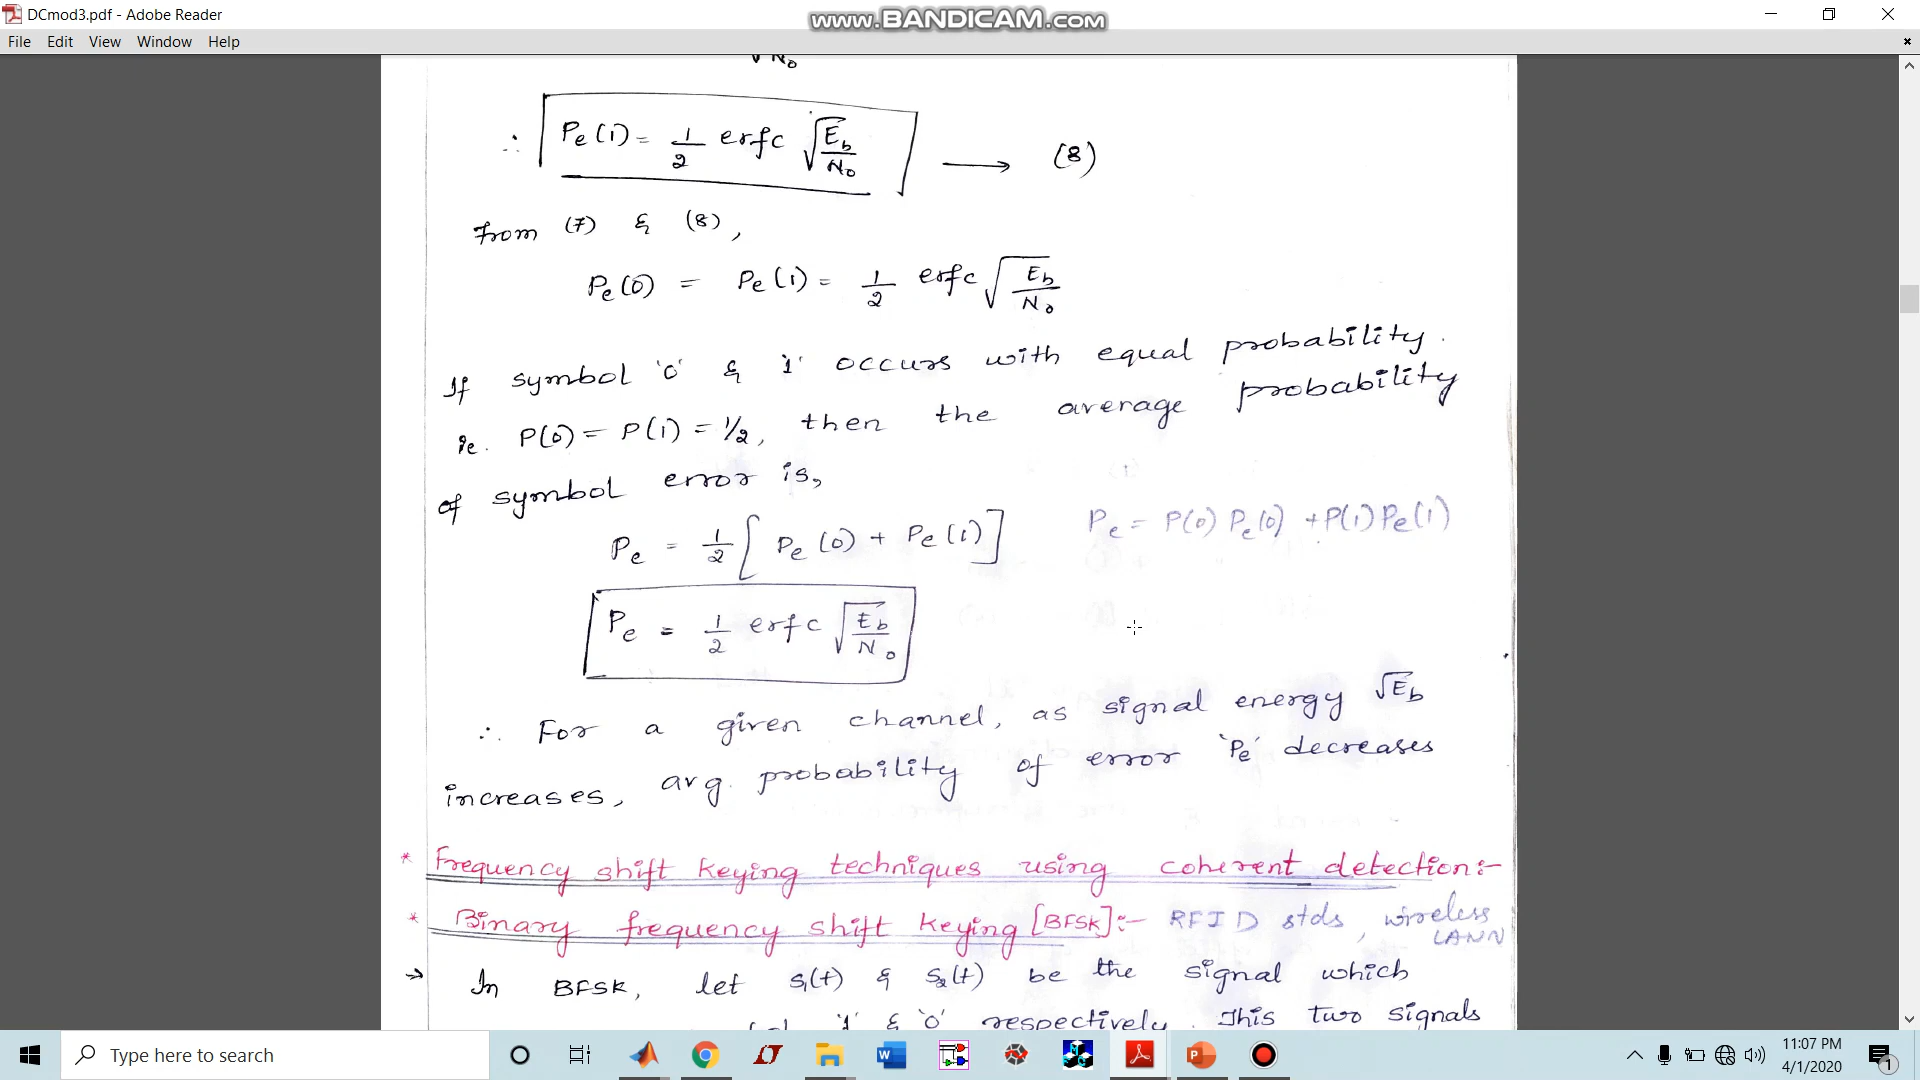 DCmod3.pdf - Adobe Reader
www.BANDICAM.com
File Edit View Window Help
√N₀
∴ Pe(1) = 1/2 erfc √(Eb/N₀) → (8)
From (7) & (8),
Pe(0) = Pe(1) = 1/2 erfc √(Eb/N₀)
If symbol '0' & '1' occurs with equal probability.
ie. P(0) = P(1) = 1/2, then the average probability
of symbol error is,
Pe = 1/2 [Pe(0) + Pe(1)] Pe = P(0) Pe(0) + P(1) Pe(1)
Pe = 1/2 erfc √(Eb/N₀)
∴ For a given channel, as signal energy √Eb
increases, avg. probability of error 'Pe' decreases
* Frequency shift keying techniques using coherent detection:-
* Binary frequency shift keying [BFSK]:- RFID stds, wireless
LANN
→ In BFSK, let s₁(t) & s₂(t) be the signal which
'1' & '0' respectively. This two signals
Type here to search
11:07 PM
4/1/2020
1